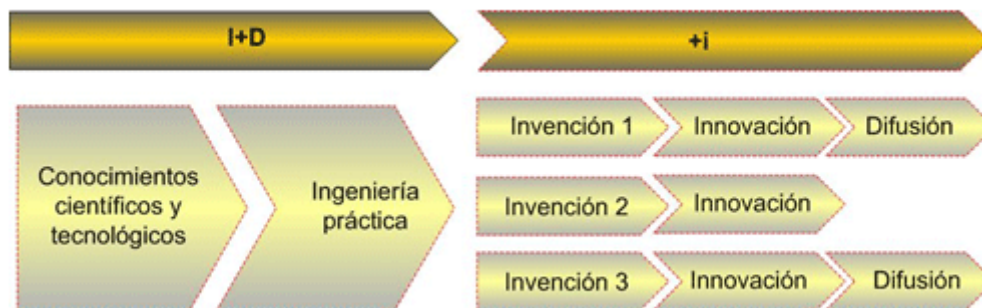 I+D
+i
Conocimientos
científicos y
tecnológicos
Ingeniería
práctica
Invención 1
Innovación
Difusión
Invención 2
Innovación
Invención 3
Innovación
Difusión